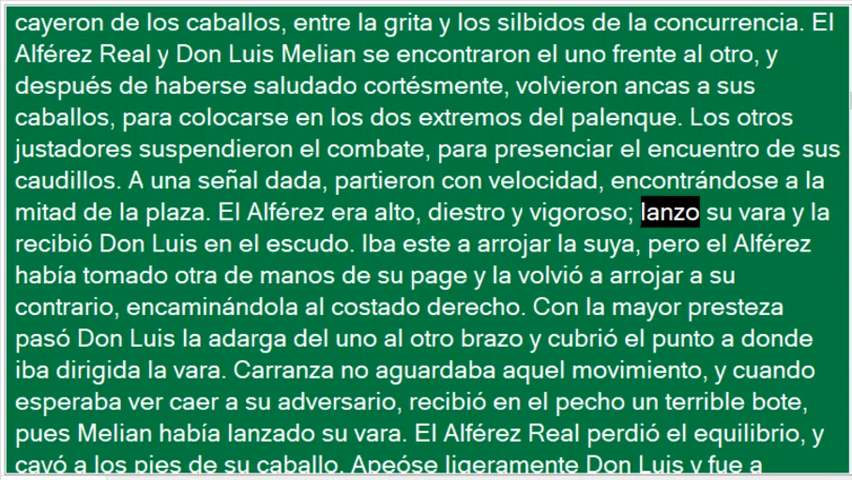 cayeron de los caballos, entre la grita y los silbidos de la concurrencia. El
Alférez Real y Don Luis Melian se encontraron el uno frente al otro, y
después de haberse saludado cortésmente, volvieron ancas a sus
caballos, para colocarse en los dos extremos del palenque. Los otros
justadores suspendieron el combate, para presenciar el encuentro de sus
caudillos. A una señal dada, partieron con velocidad, encontrándose a la
mitad de la plaza. El Alférez era alto, diestro y vigoroso; lanzo su vara y la
recibió Don Luis en el escudo. Iba este a arrojar la suya, pero el Alférez
había tomado otra de manos de su page y la volvió a arrojar a su
contrario, encaminándola al costado derecho. Con la mayor presteza
pasó Don Luis la adarga del uno al otro brazo y cubrió el punto a donde
iba dirigida la vara. Carranza no aguardaba aquel movimiento, y cuando
esperaba ver caer a su adversario, recibió en el pecho un terrible bote,
pues Melian había lanzado su vara. El Alférez Real perdió el equilibrio, y
cayó a los pies de su caballo. Apeóse ligeramente Don Luis y fue a